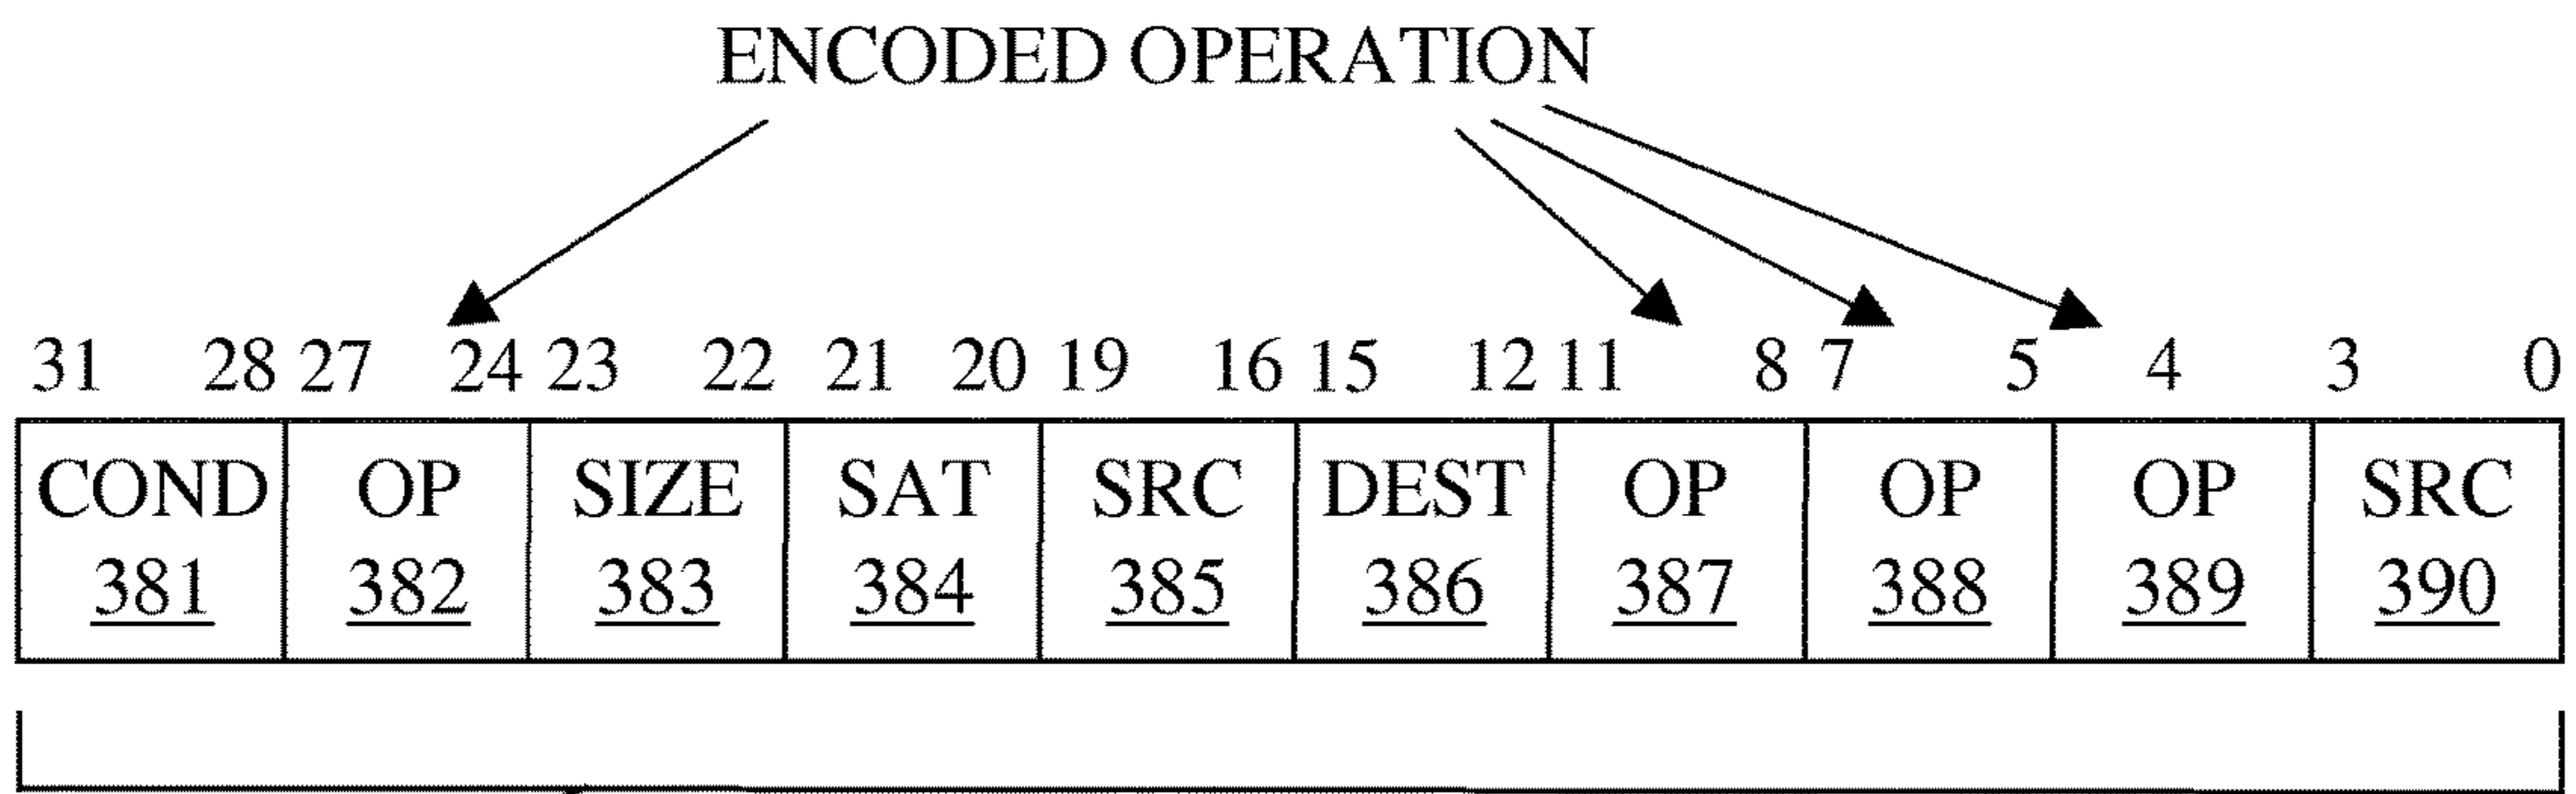 ENCODED OPERATION
31 28 27 24 23 22 21 20 19 16 15 12 11 8 7 5 4 3 0
COND OP SIZE SAT SRC DEST OP OP OP SRC
381 382 383 384 385 386 387 388 389 390